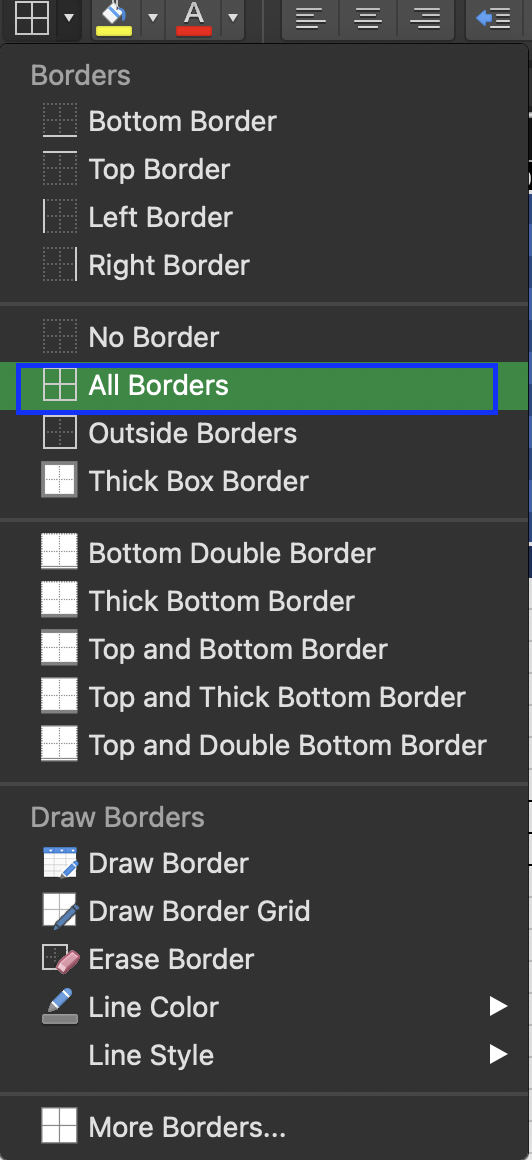 A
Borders
Bottom Border
Top Border
Left Border
Right Border
No Border
All Borders
Outside Borders
Thick Box Border
Bottom Double Border
Thick Bottom Border
Top and Bottom Border
Top and Thick Bottom Border
Top and Double Bottom Border
Draw Borders
Draw Border
Draw Border Grid
Erase Border
Line Color
Line Style
More Borders...